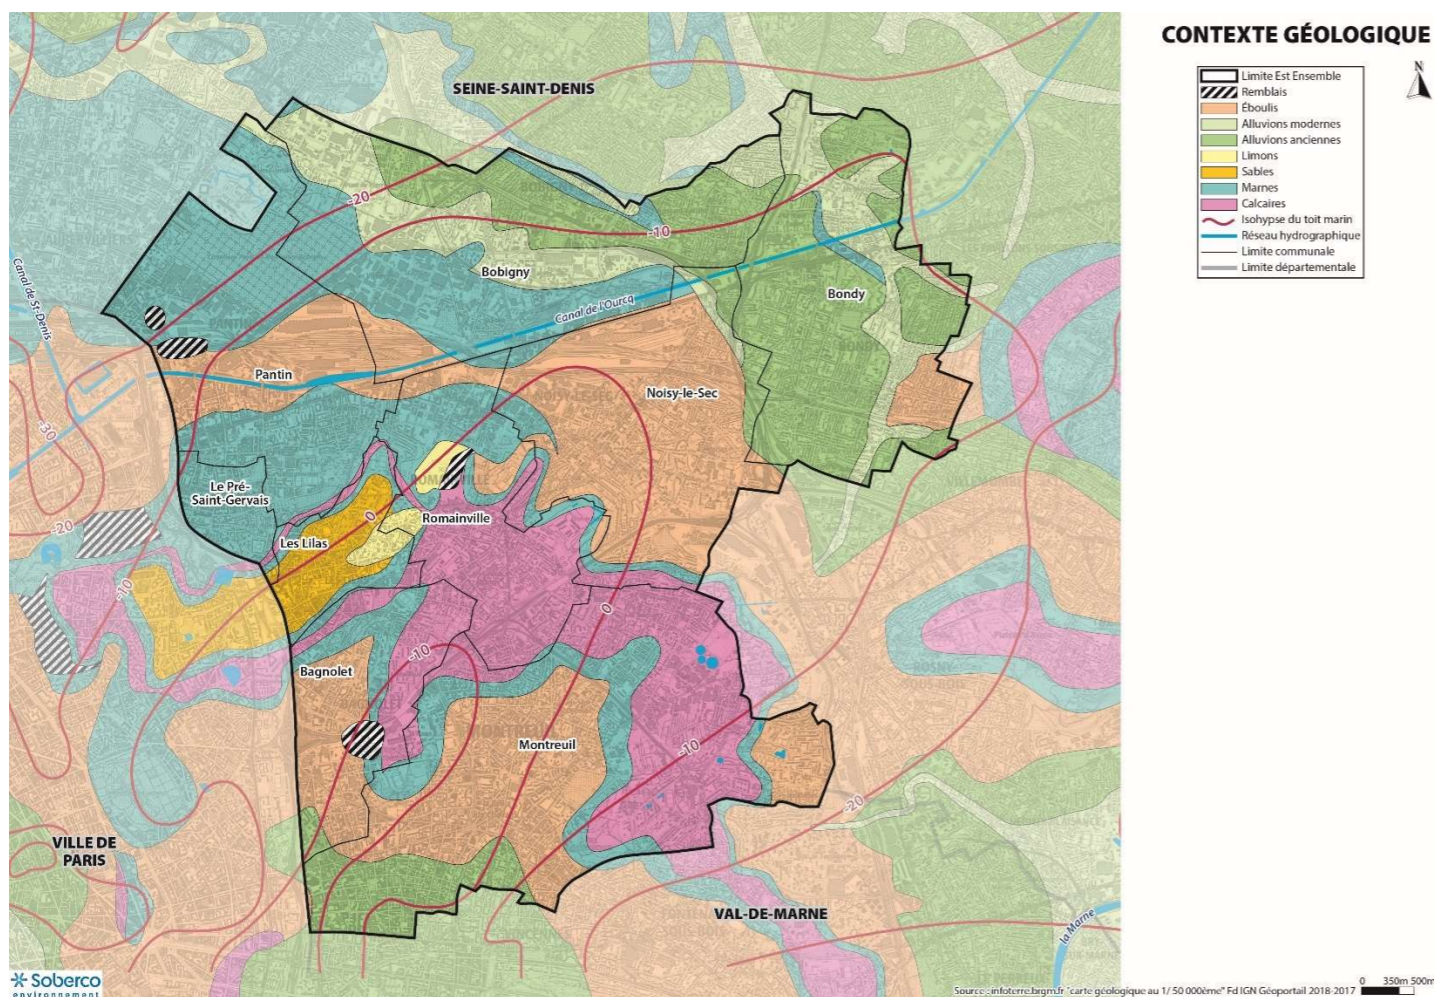 CONTEXTE GÉOLOGIQUE
N
Limite Est Ensemble
Remblais
Éboulis
Alluvions modernes
Alluvions anciennes
Limons
Sables
Marnes
Calcaires
Isohypse du toit marin
Réseau hydrographique
Limite communale
Limite départementale
SEINE-SAINT-DENIS
-20
-10
Bobigny
Canal de St-Denis
Canal de l'Ourcq
Bondy
Pantin
Noisy-le-Sec
-30
Le Pré-
Saint-Gervais
-20
0
Romainville
Les Lilas
-10
0
-10
Bagnolet
Montreuil
-10
-20
VILLE DE
PARIS
VAL-DE-MARNE
la Marne
Soberco
environnement
Source : infoterre.brgm.fr "carte géologique au 1/ 50 000ème" Fd IGN Géoportail 2018-2017
0 350m 500m